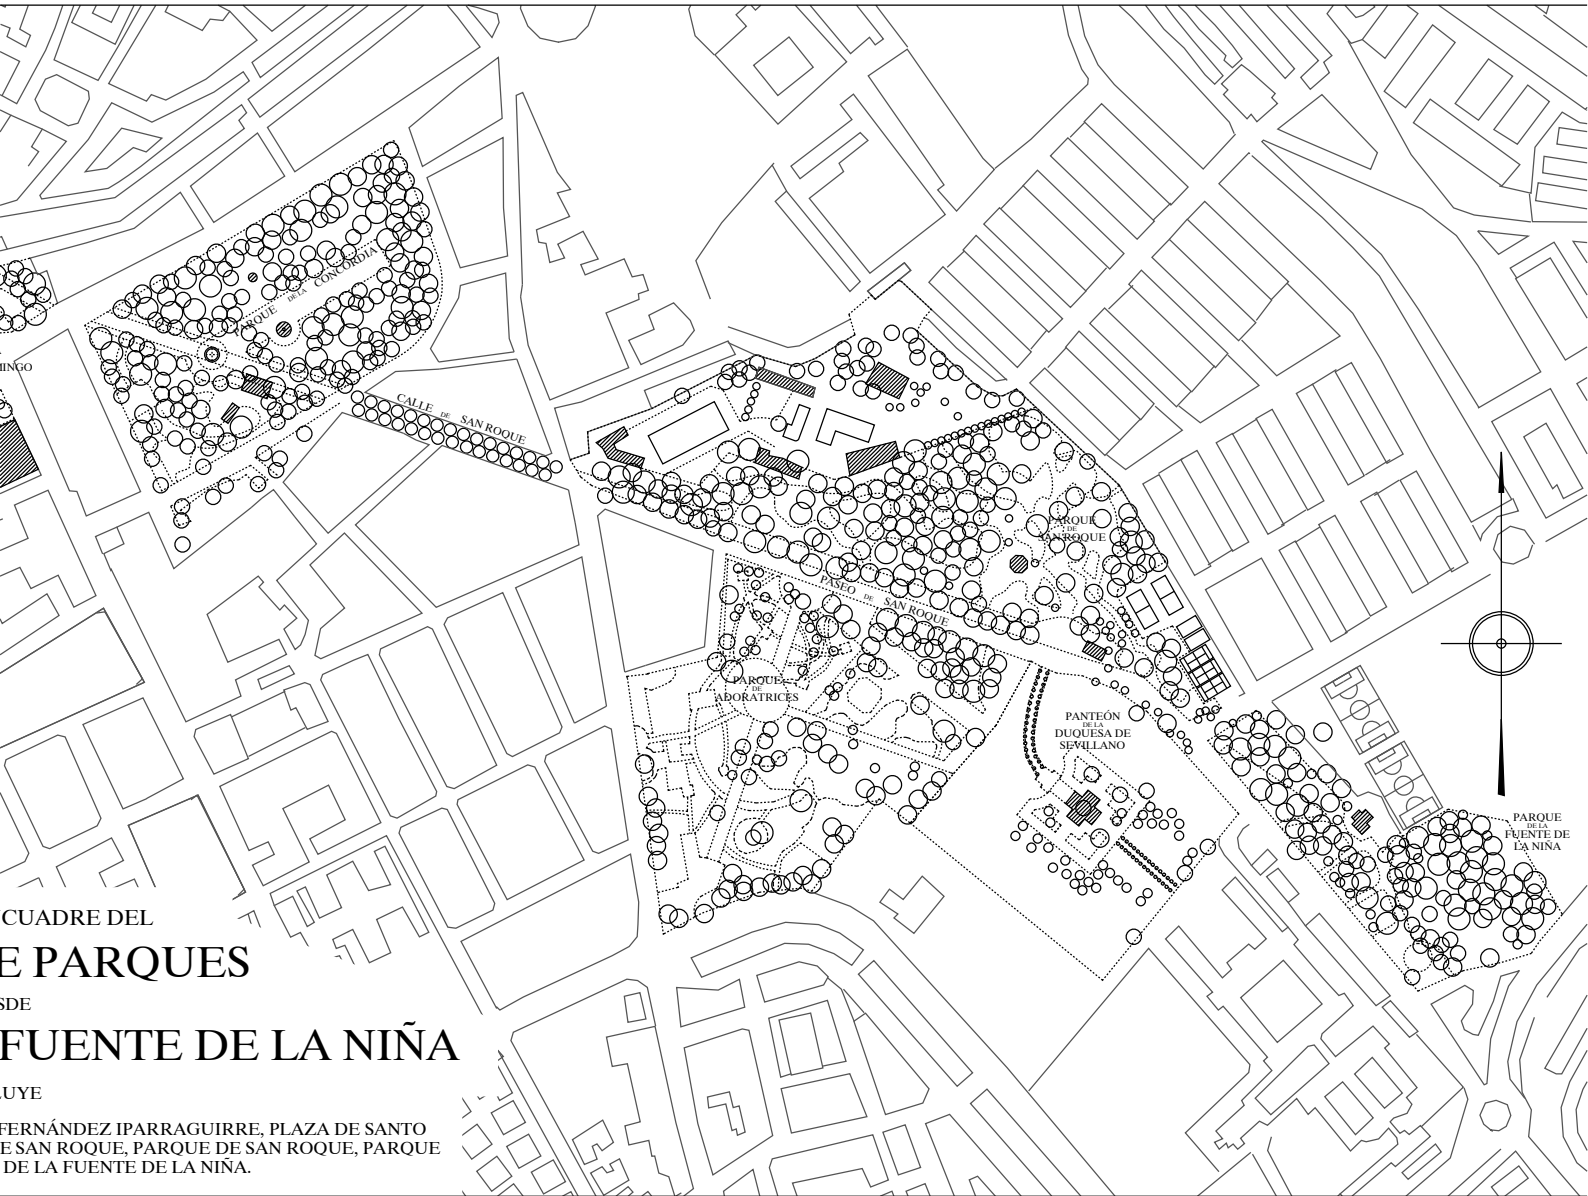 PARQUE DE LA CONCORDIA
MINGO
CALLE DE SAN ROQUE
PARQUE
DE
SAN ROQUE
PASEO DE SAN ROQUE
PARQUE
DE
ADORATRICES
PANTEÓN
DE LA
DUQUESA DE
SEVILLANO
PARQUE
DE LA
FUENTE DE
LA NIÑA
CUADRE DEL
E PARQUES
SDE
FUENTE DE LA NIÑA
LUYE
FERNÁNDEZ IPARRAGUIRRE, PLAZA DE SANTO
E SAN ROQUE, PARQUE DE SAN ROQUE, PARQUE
DE LA FUENTE DE LA NIÑA.